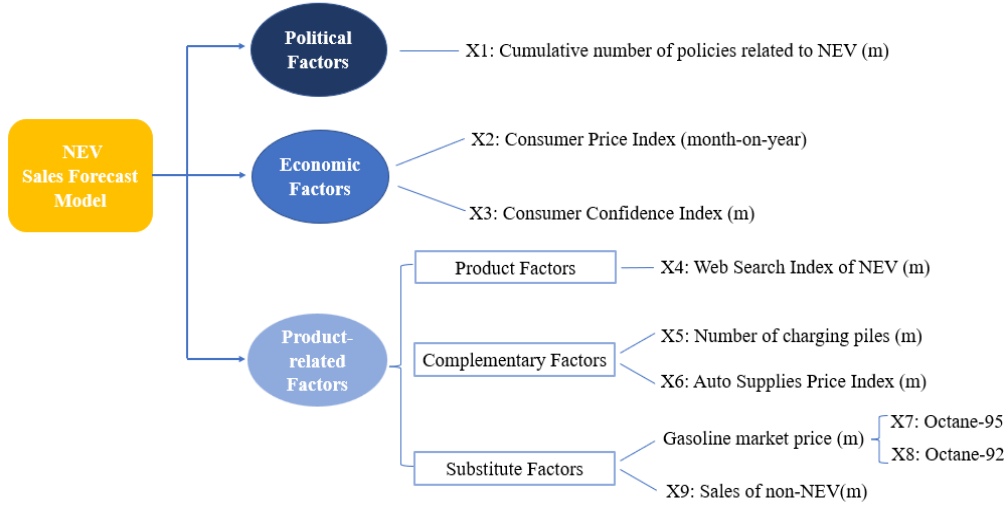 NEV
Sales Forecast
Model
Political
Factors
X1: Cumulative number of policies related to NEV (m)
Economic
Factors
X2: Consumer Price Index (month-on-year)
X3: Consumer Confidence Index (m)
Product-
related
Factors
Product Factors
X4: Web Search Index of NEV (m)
Complementary Factors
X5: Number of charging piles (m)
X6: Auto Supplies Price Index (m)
Substitute Factors
Gasoline market price (m)
X7: Octane-95
X8: Octane-92
X9: Sales of non-NEV(m)